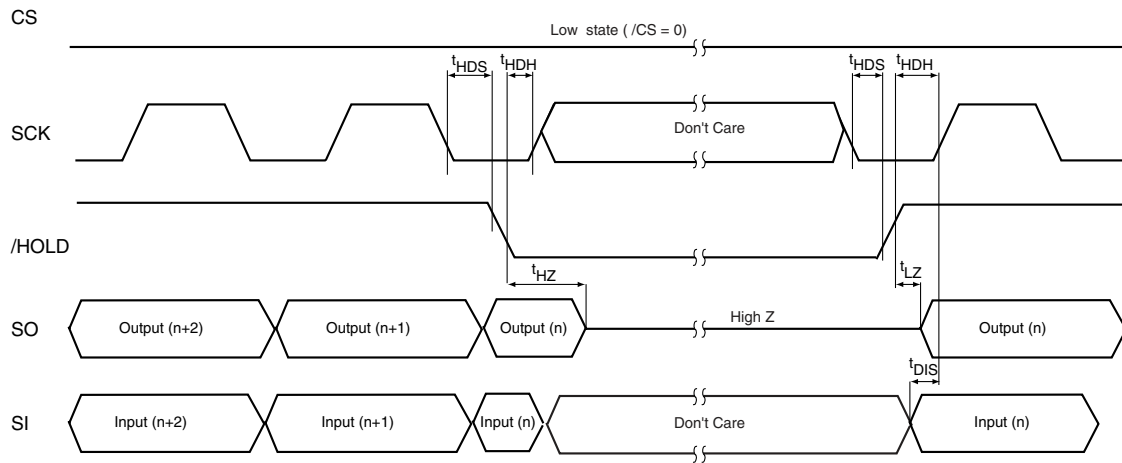 CS
Low state ( /CS = 0)
tHDS tHDH tHDS tHDH
SCK
Don't Care
/HOLD
tHZ tLZ
SO
Output (n+2) Output (n+1) Output (n) High Z Output (n)
tDIS
SI
Input (n+2) Input (n+1) Input (n) Don't Care Input (n)